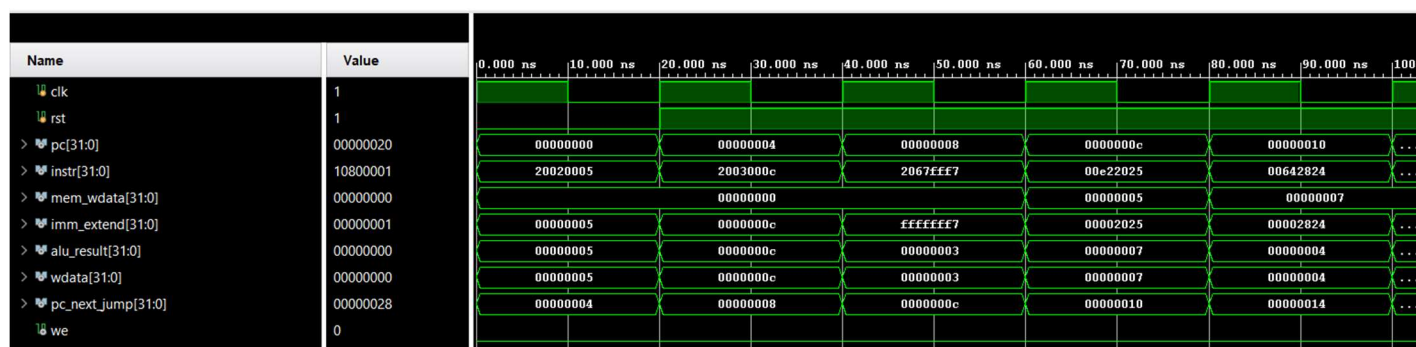 Name Value 0.000 ns 10.000 ns 20.000 ns 30.000 ns 40.000 ns 50.000 ns 60.000 ns 70.000 ns 80.000 ns 90.000 ns 100
clk 1
rst 1
pc[31:0] 00000020 00000000 00000004 00000008 0000000c 00000010 ...
instr[31:0] 10800001 20020005 2003000c 2067fff7 00e22025 00642824 ...
mem_wdata[31:0] 00000000 00000000 00000005 00000007
imm_extend[31:0] 00000001 00000005 0000000c fffffff7 00002025 00002824 ...
alu_result[31:0] 00000000 00000005 0000000c 00000003 00000007 00000004 ...
wdata[31:0] 00000000 00000005 0000000c 00000003 00000007 00000004 ...
pc_next_jump[31:0] 00000028 00000004 00000008 0000000c 00000010 00000014 ...
we 0